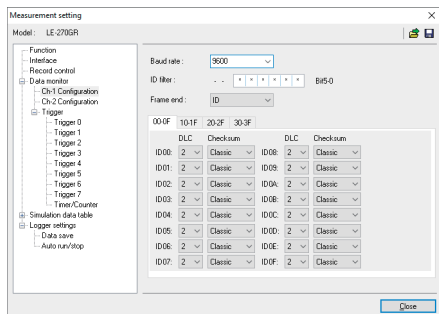 Measurement setting
Model : LE-270GR
Function
Interface
Record control
Data monitor
Ch-1 Configuration
Ch-2 Configuration
Trigger
Trigger 0
Trigger 1
Trigger 2
Trigger 3
Trigger 4
Trigger 5
Trigger 6
Trigger 7
Timer/Counter
Simulation data table
Logger settings
Data save
Auto run/stop
Baud rate : 9600
ID filter : - - * * * * * * Bit5-0
Frame end : ID
00-0F 10-1F 20-2F 30-3F
DLC Checksum DLC Checksum
ID00: 2 Classic ID08: 2 Classic
ID01: 2 Classic ID09: 2 Classic
ID02: 2 Classic ID0A: 2 Classic
ID03: 2 Classic ID0B: 2 Classic
ID04: 2 Classic ID0C: 2 Classic
ID05: 2 Classic ID0D: 2 Classic
ID06: 2 Classic ID0E: 2 Classic
ID07: 2 Classic ID0F: 2 Classic
Close